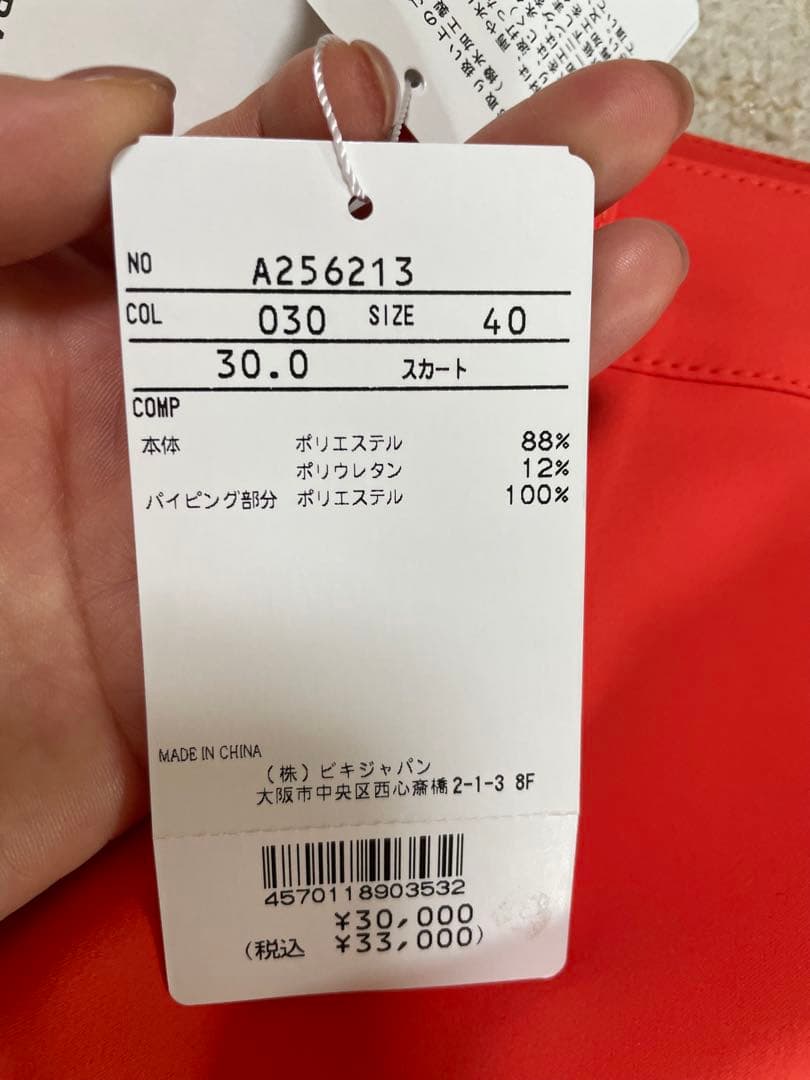 NO A256213
COL 030 SIZE 40
30.0 スカート
COMP
本体 ポリエステル 88%
ポリウレタン 12%
パイピング部分 ポリエステル 100%
MADE IN CHINA
(株)ビキジャパン
大阪市中央区西心斎橋2-1-3 8F
4570118903532
¥30,000
(税込 ¥33,000)